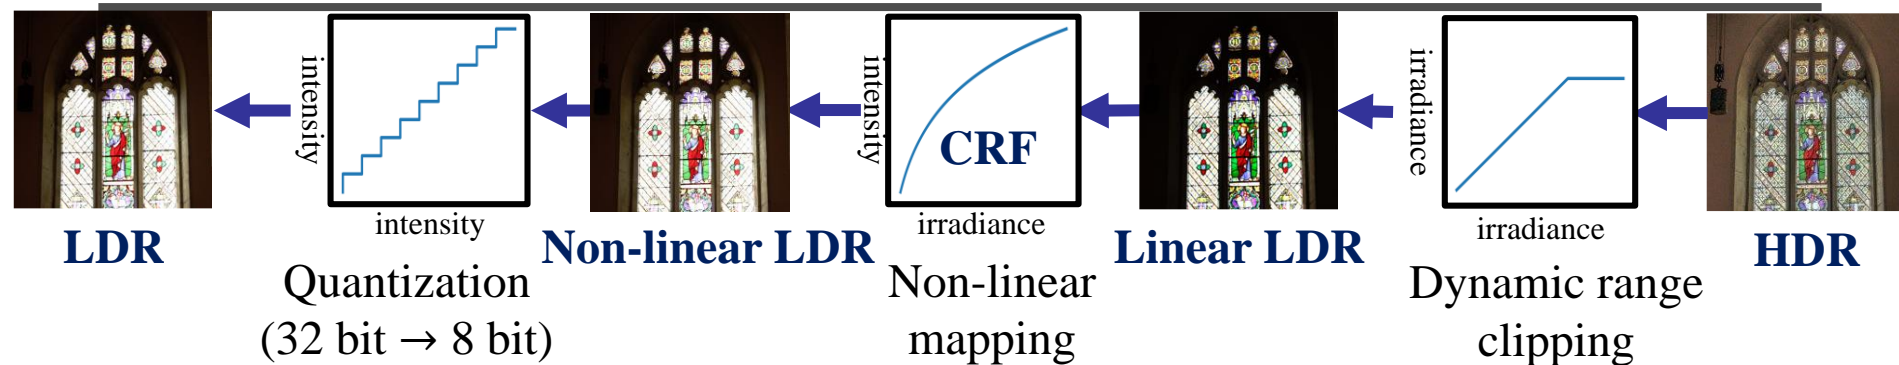 intensity
intensity
LDR
Quantization
(32 bit → 8 bit)
Non-linear LDR
intensity
CRF
irradiance
Non-linear
mapping
Linear LDR
irradiance
irradiance
Dynamic range
clipping
HDR